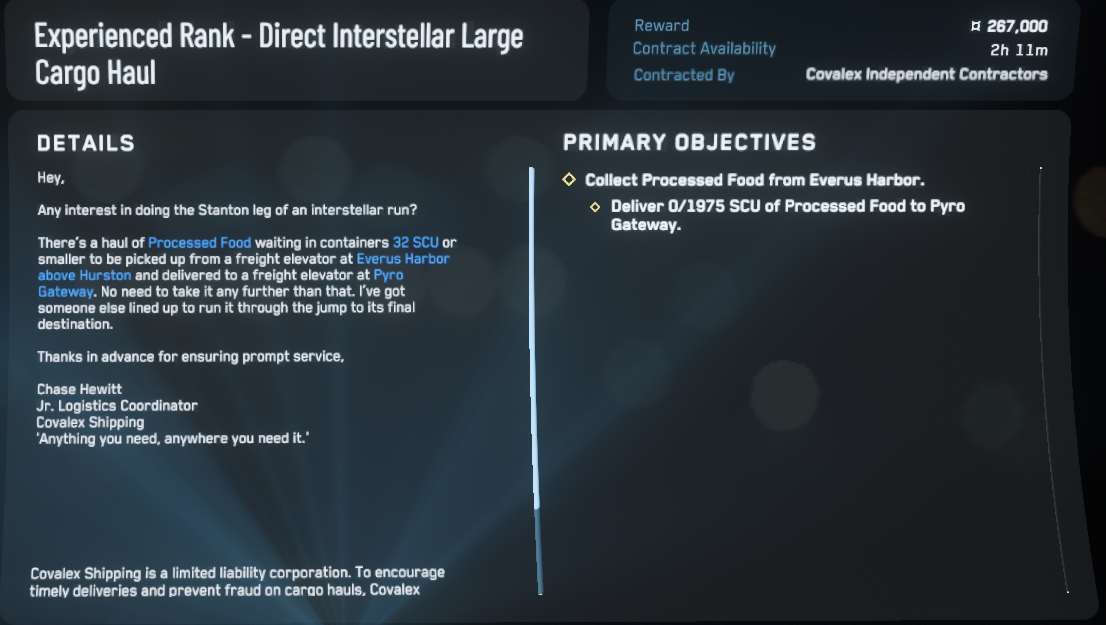 Experienced Rank - Direct Interstellar Large
Cargo Haul
Reward ¤ 267,000
Contract Availability 2h 11m
Contracted By Covalex Independent Contractors
DETAILS
Hey,
Any interest in doing the Stanton leg of an interstellar run?
There's a haul of Processed Food waiting in containers 32 SCU or
smaller to be picked up from a freight elevator at Everus Harbor
above Hurston and delivered to a freight elevator at Pyro
Gateway. No need to take it any further than that. I've got
someone else lined up to run it through the jump to its final
destination.
Thanks in advance for ensuring prompt service,
Chase Hewitt
Jr. Logistics Coordinator
Covalex Shipping
'Anything you need, anywhere you need it.'
Covalex Shipping is a limited liability corporation. To encourage
timely deliveries and prevent fraud on cargo hauls, Covalex
PRIMARY OBJECTIVES
Collect Processed Food from Everus Harbor.
Deliver 0/1975 SCU of Processed Food to Pyro
Gateway.